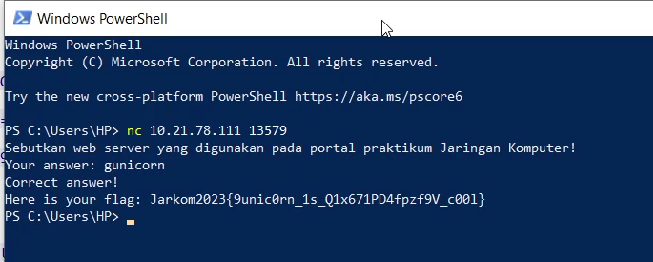 Windows PowerShell
Windows PowerShell
Copyright (C) Microsoft Corporation. All rights reserved.
Try the new cross-platform PowerShell https://aka.ms/pscore6
PS C:\Users\HP> nc 10.21.78.111 13579
Sebutkan web server yang digunakan pada portal praktikum Jaringan Komputer!
Your answer: gunicorn
Correct answer!
Here is your flag: Jarkom2023{9unic0rn_1s_Q1x671PD4fpzf9V_c00l}
PS C:\Users\HP>